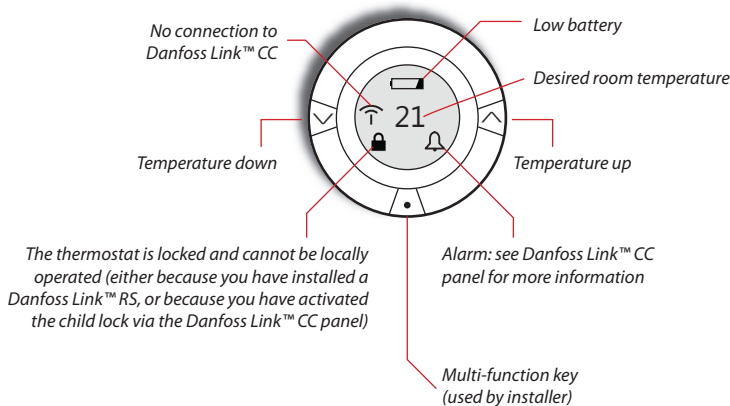 No connection to
Danfoss Link™ CC
Low battery
Desired room temperature
21
Temperature down
Temperature up
The thermostat is locked and cannot be locally
operated (either because you have installed a
Danfoss Link™ RS, or because you have activated
the child lock via the Danfoss Link™ CC panel)
Alarm: see Danfoss Link™ CC
panel for more information
Multi-function key
(used by installer)